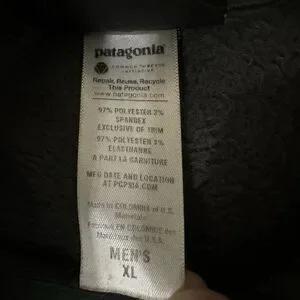 patagonia
COMMON THREADS
INITIATIVE
Repair, Reuse, Recycle
This Product
www.patagonia.com
97% POLYESTER 2%
SPANDEX
EXCLUSIVE OF TRIM
97% POLYESTER 3%
ELASTHANNE
A PART LA GARNITURE
MFG DATE AND LOCATION
AT PCPSIA.COM
Made in COLOMBIA of U.S.
Materials
Fabriqué EN COLOMBIE des
Matériaux des U.S.A.
MEN'S
XL